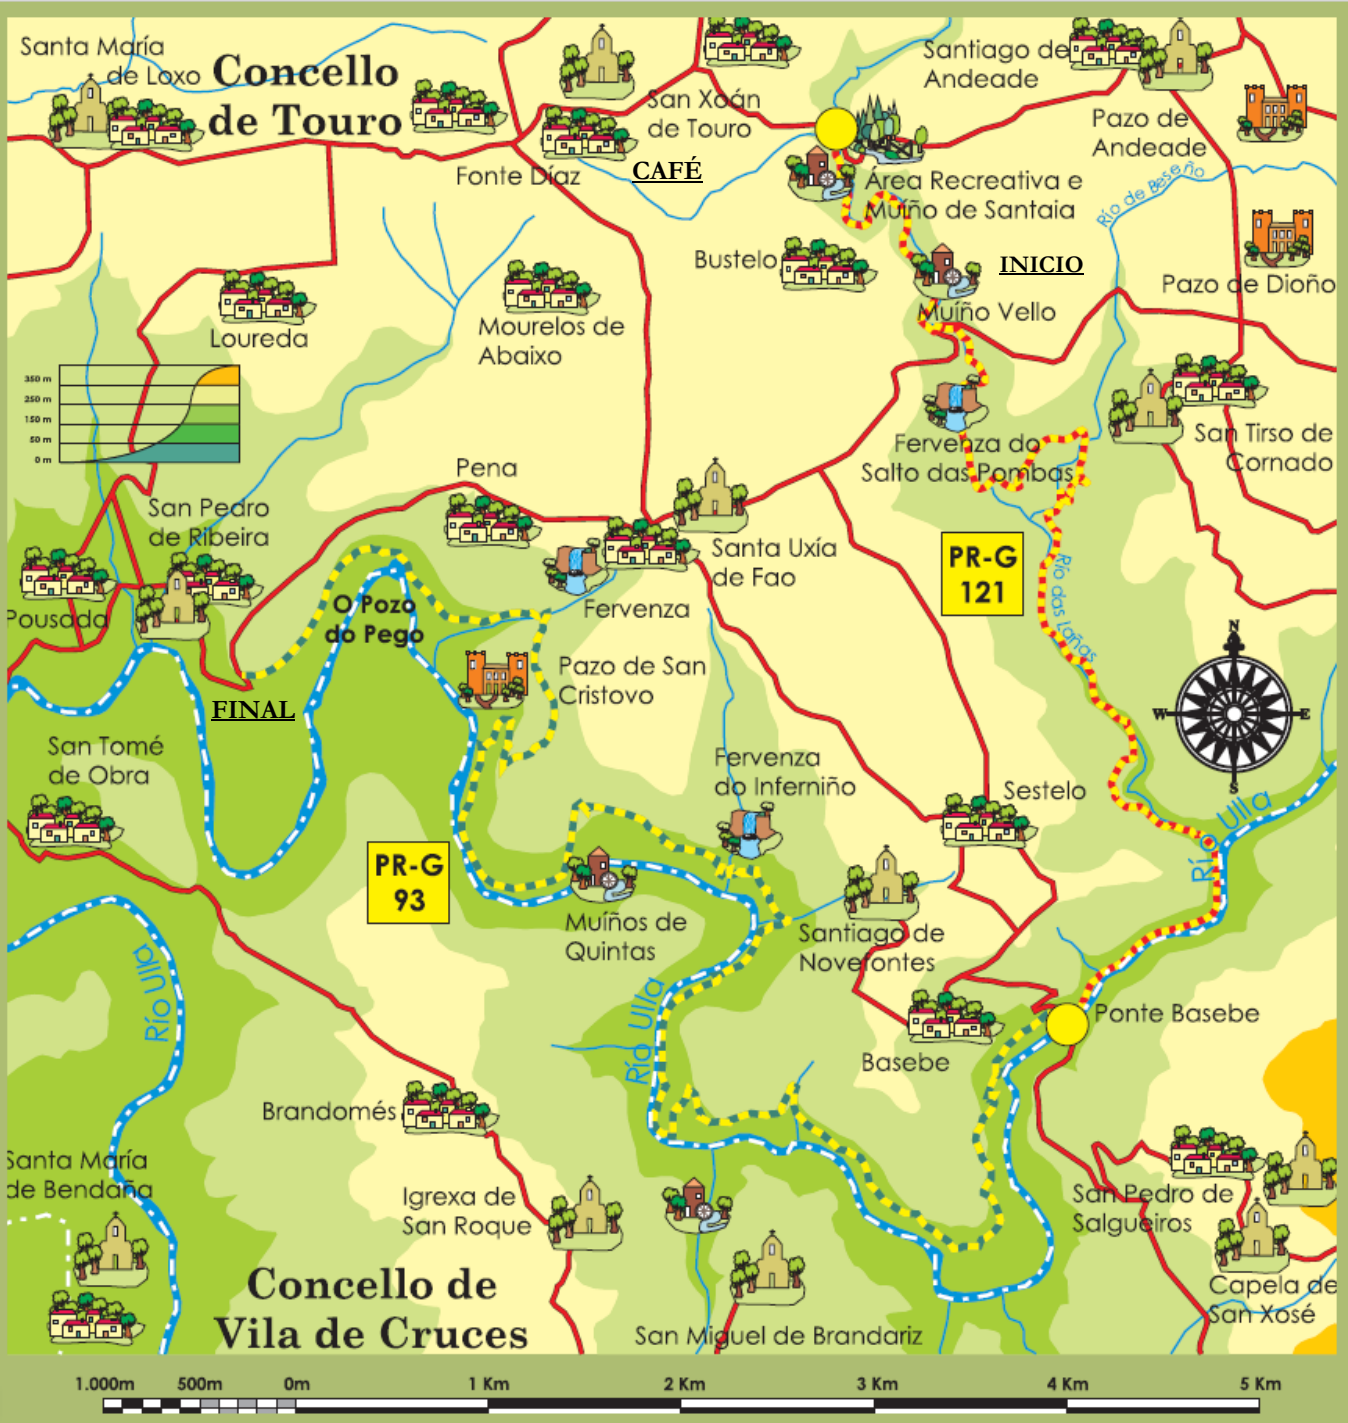 Santa María
de Loxo
Concello
de Touro
San Xoán
de Touro
Fonte Díaz
CAFÉ
Santiago de
Andeade
Pazo de
Andeade
Área Recreativa e
Muíño de Santaia
Río de Beseño
Bustelo
INICIO
Pazo de Dioño
Muíño Vello
Loureda
Mourelos de
Abaixo
350 m
250 m
150 m
50 m
0 m
Fervenza do
Salto das Pombas
San Tirso de
Cornado
Pena
San Pedro
de Ribeira
Santa Uxía
de Fao
PR-G
121
Río das Lañas
Pousada
O Pozo
do Pego
Fervenza
N
W
E
S
Pazo de San
Cristovo
FINAL
San Tomé
de Obra
Fervenza
do Inferniño
Sestelo
Río Ulla
PR-G
93
Muíños de
Quintas
Santiago de
Novefontes
Río Ulla
Río Ulla
Ponte Basebe
Basebe
Brandomés
Santa María
de Bendaña
Igrexa de
San Roque
San Pedro de
Salgueiros
Capela de
San Xosé
Concello de
Vila de Cruces
San Miguel de Brandariz
1.000m 500m 0m 1 Km 2 Km 3 Km 4 Km 5 Km